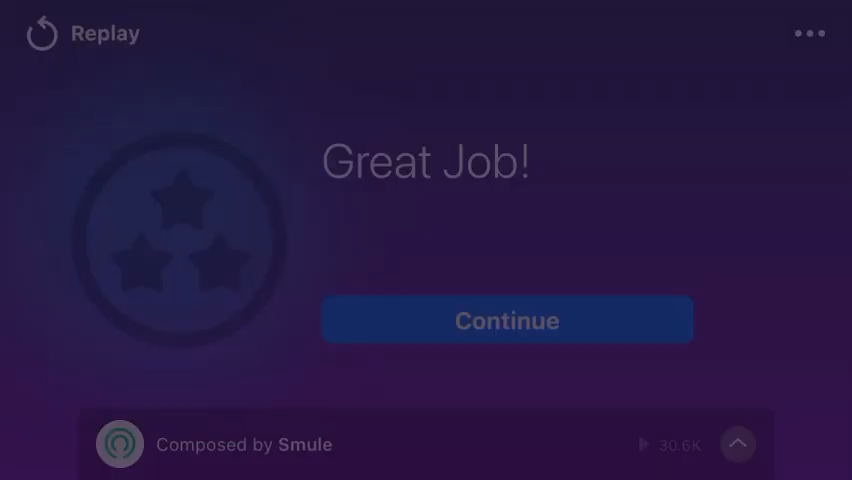 Replay
Great Job!
Continue
Composed by Smule
30.6K